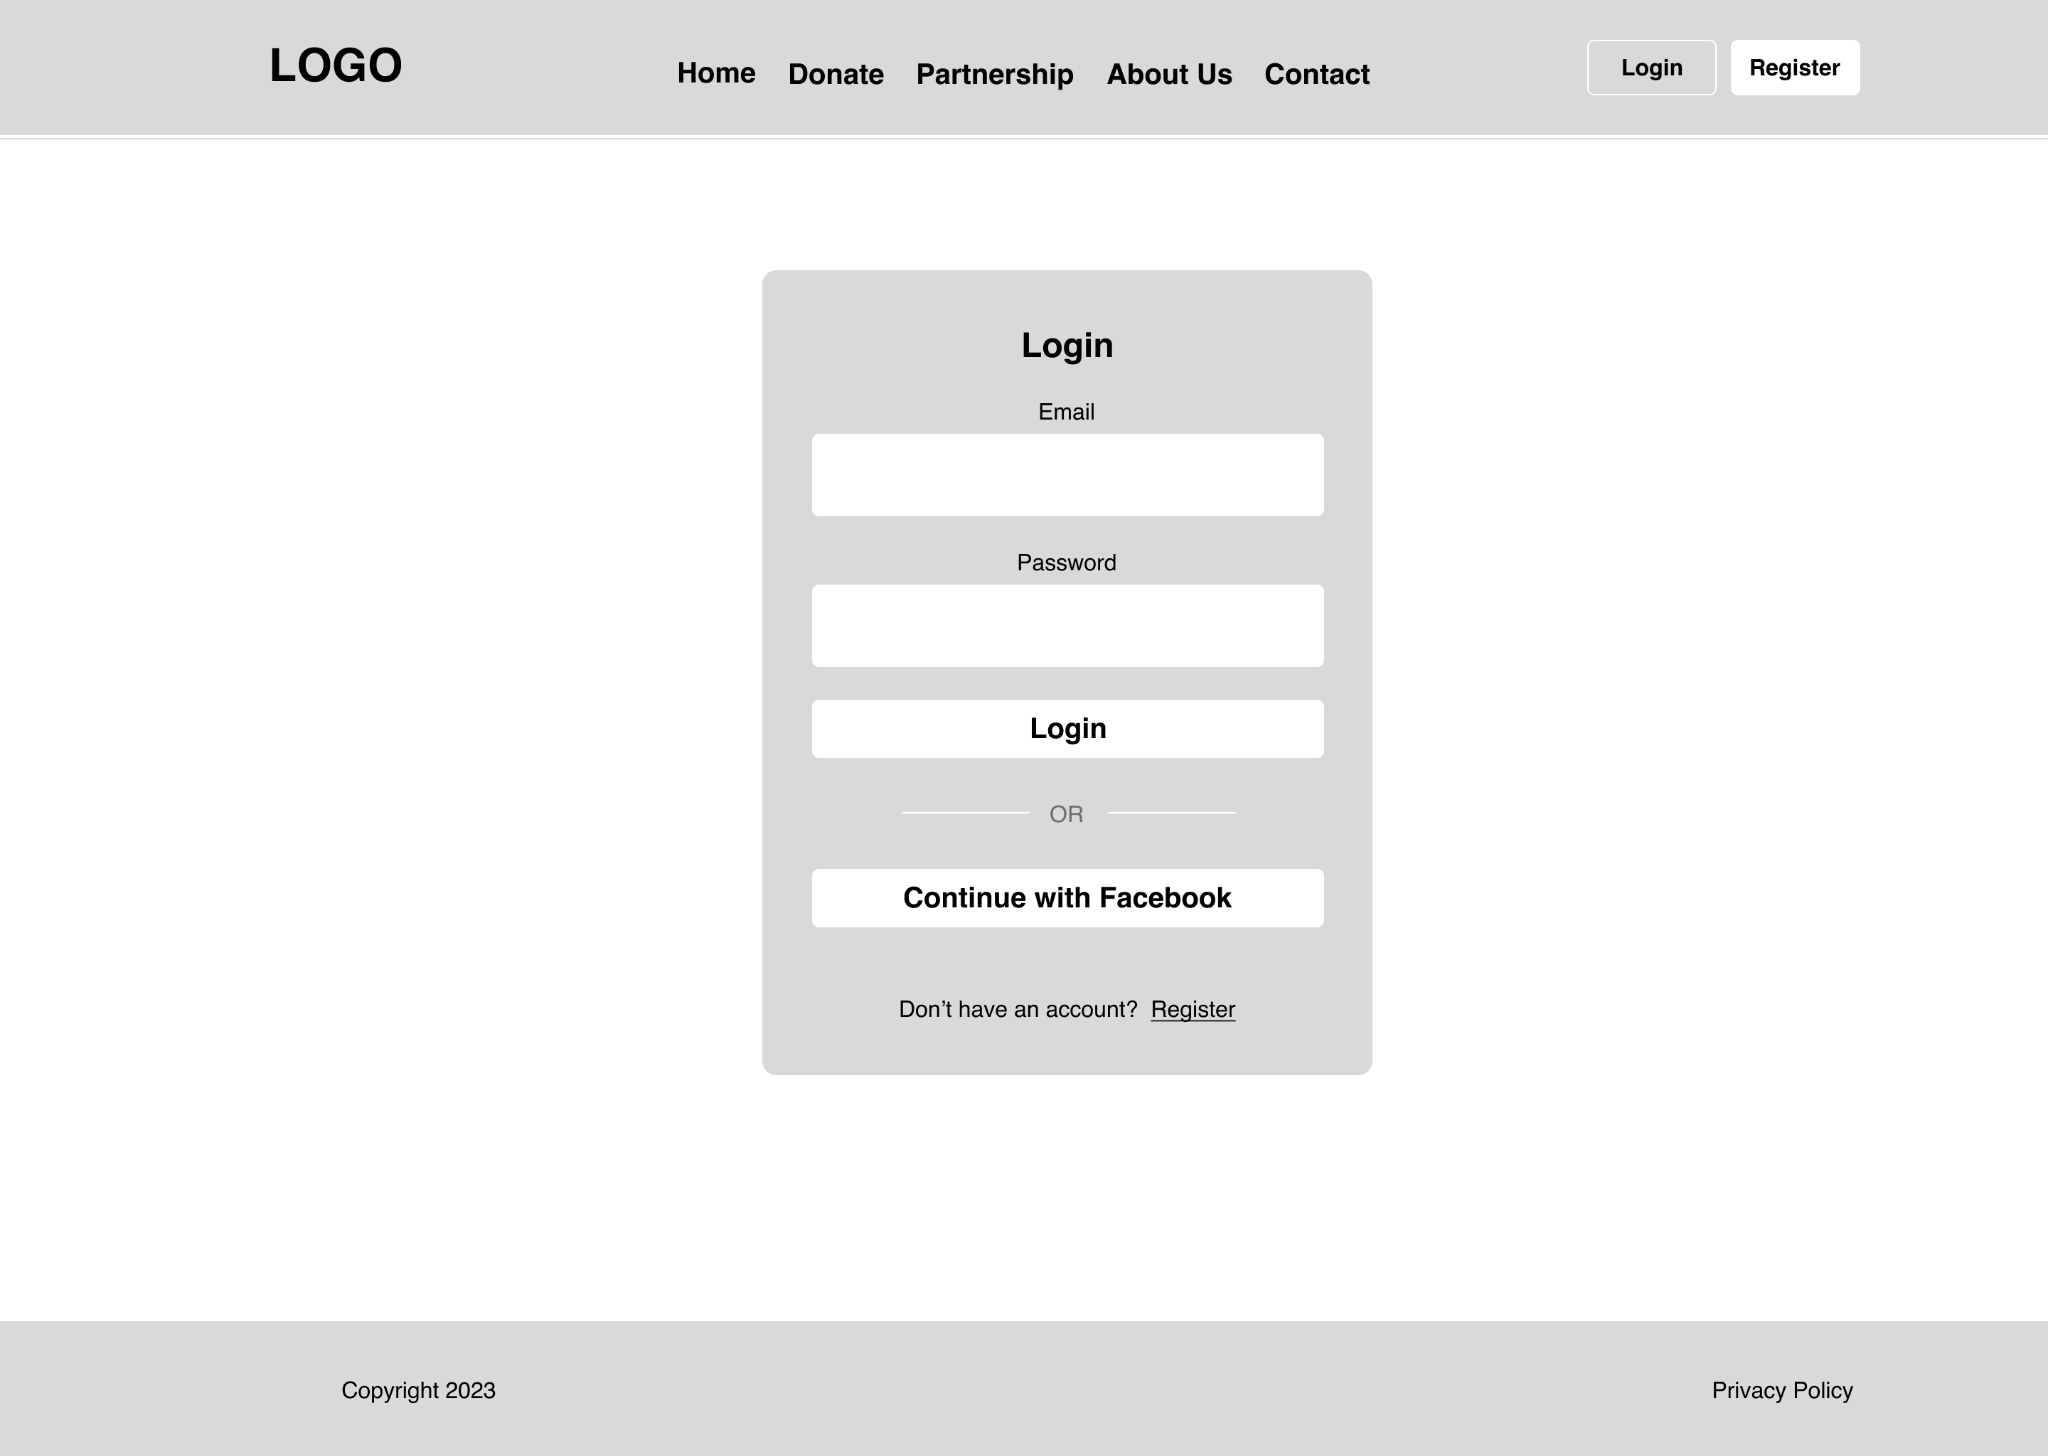 LOGO
Home Donate Partnership About Us Contact
Login Register
Login
Email
Password
Login
OR
Continue with Facebook
Don’t have an account? Register
Copyright 2023
Privacy Policy